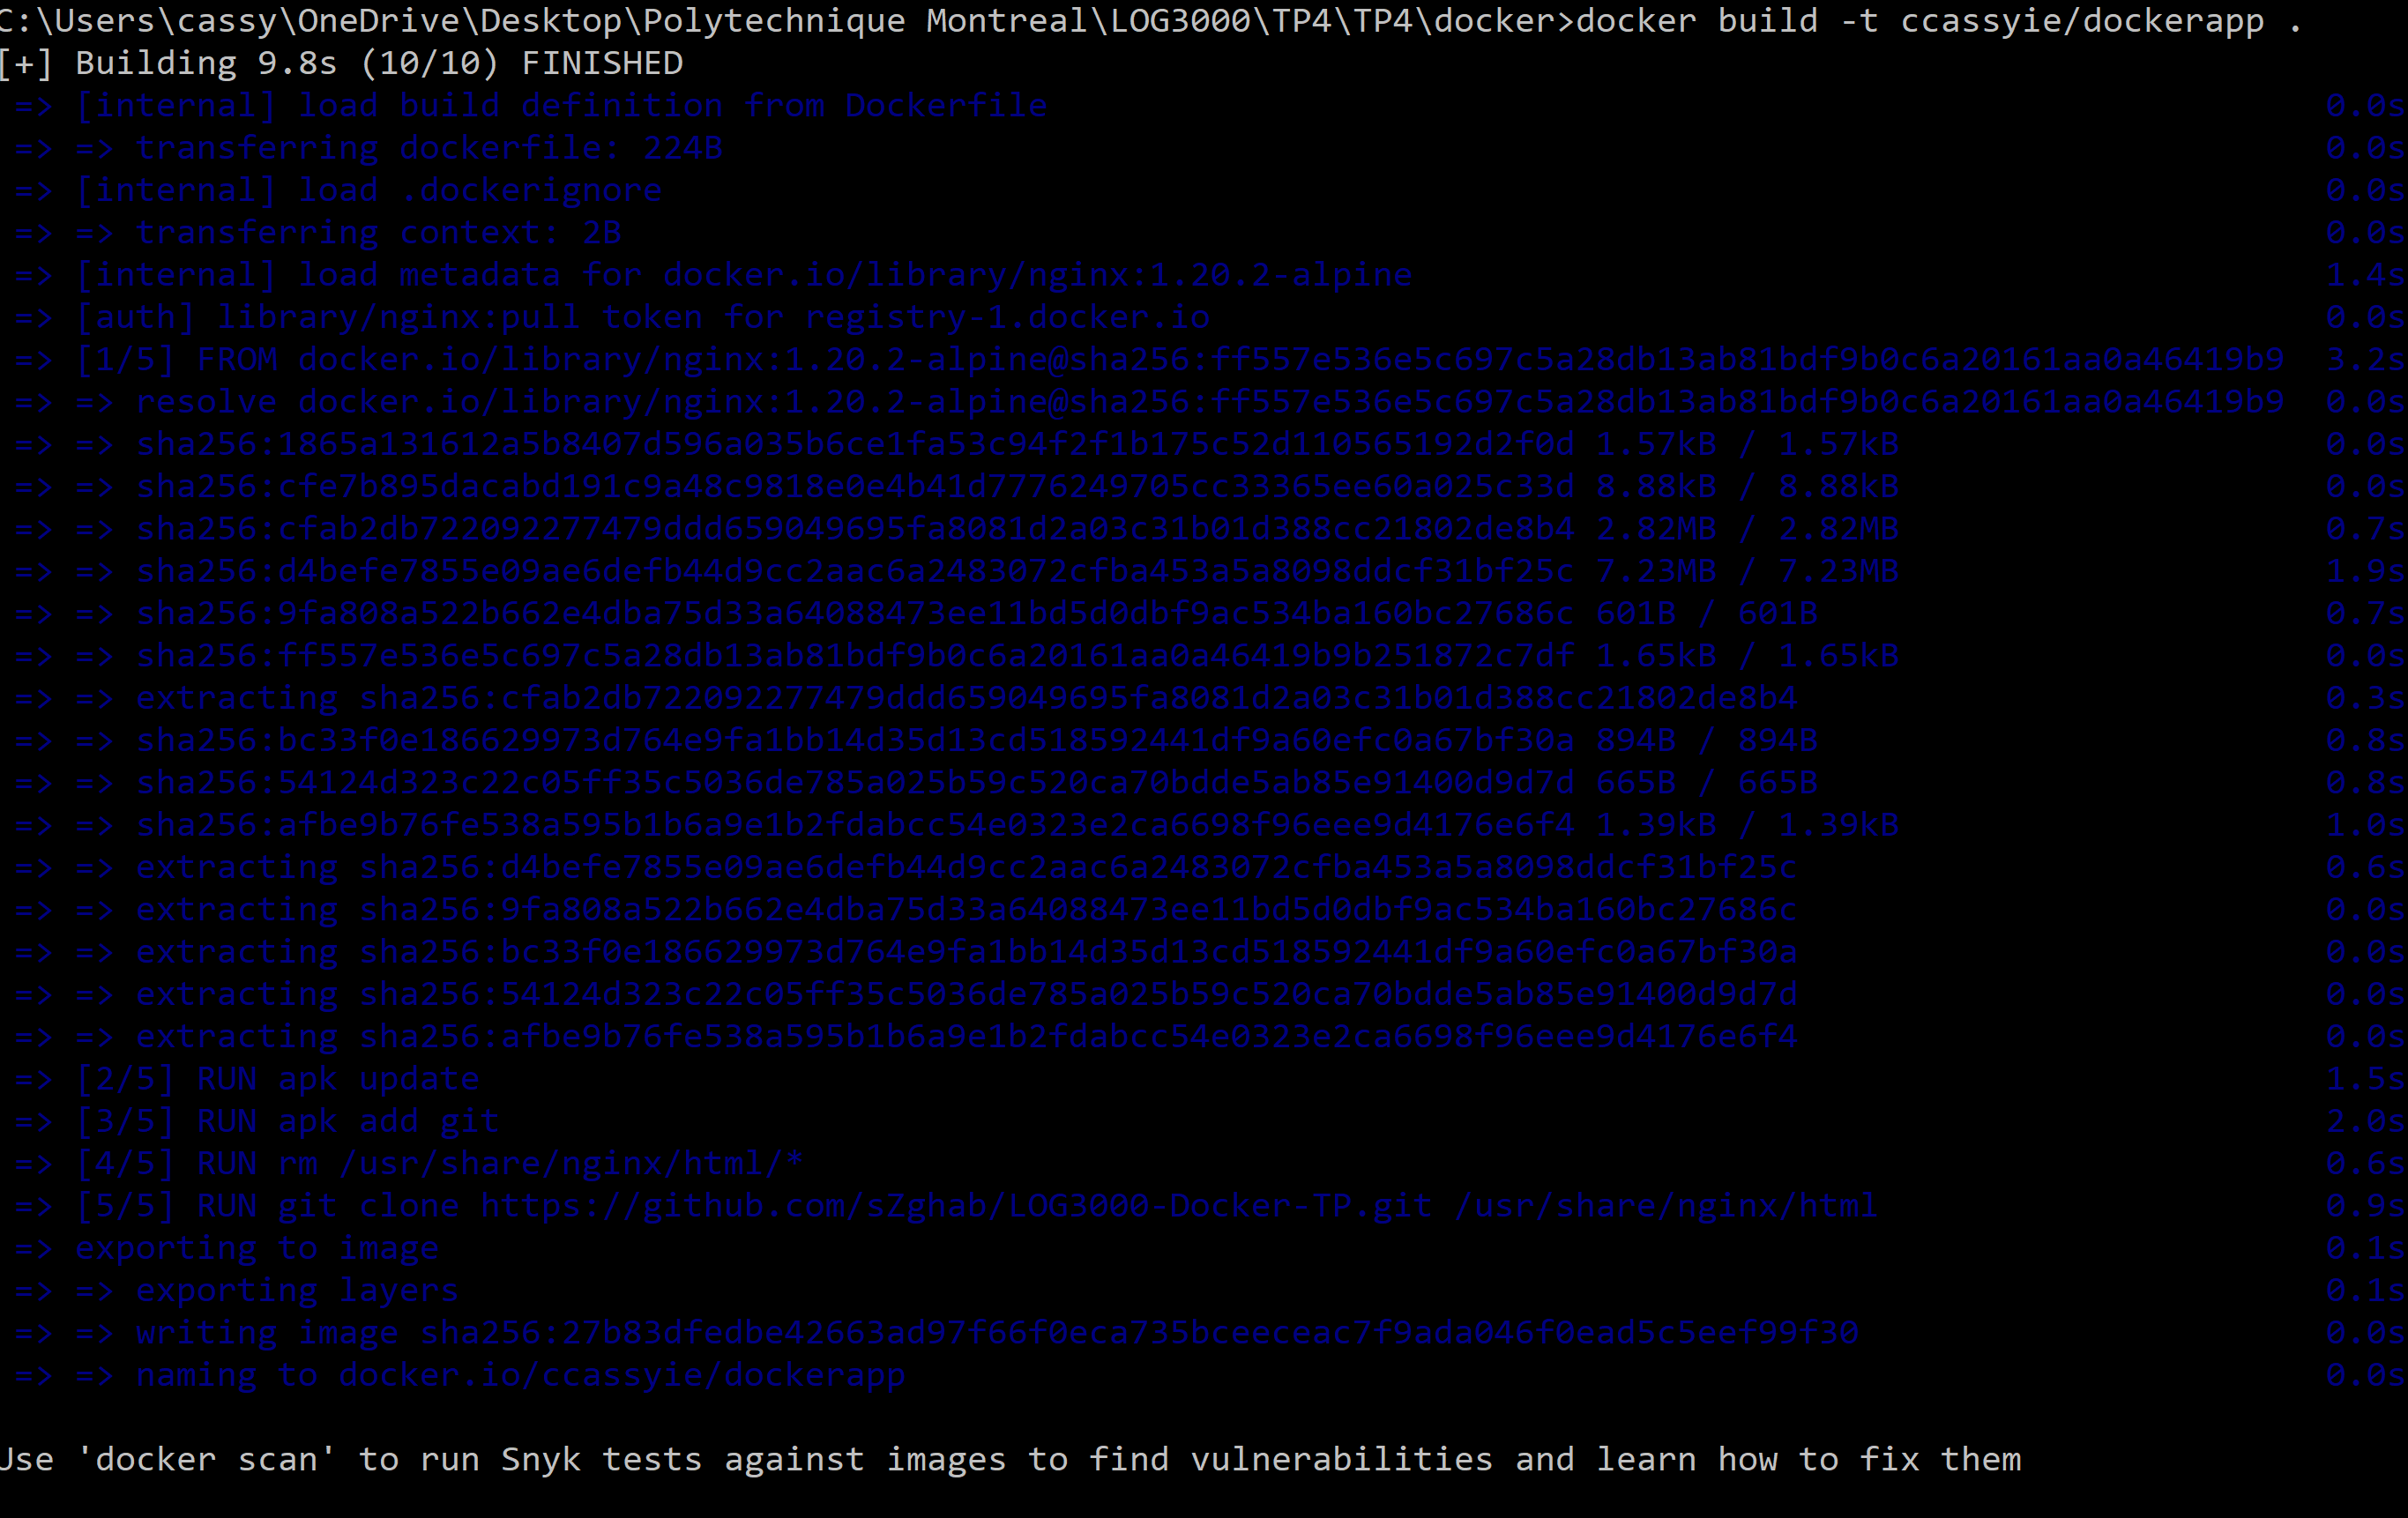 C:\Users\cassy\OneDrive\Desktop\Polytechnique Montreal\LOG3000\TP4\TP4\docker>docker build -t ccassyie/dockerapp .
[+] Building 9.8s (10/10) FINISHED
=> [internal] load build definition from Dockerfile 0.0s
=> => transferring dockerfile: 224B 0.0s
=> [internal] load .dockerignore 0.0s
=> => transferring context: 2B 0.0s
=> [internal] load metadata for docker.io/library/nginx:1.20.2-alpine 1.4s
=> [auth] library/nginx:pull token for registry-1.docker.io 0.0s
=> [1/5] FROM docker.io/library/nginx:1.20.2-alpine@sha256:ff557e536e5c697c5a28db13ab81bdf9b0c6a20161aa0a46419b9 3.2s
=> => resolve docker.io/library/nginx:1.20.2-alpine@sha256:ff557e536e5c697c5a28db13ab81bdf9b0c6a20161aa0a46419b9 0.0s
=> => sha256:1865a131612a5b8407d596a035b6ce1fa53c94f2f1b175c52d110565192d2f0d 1.57kB / 1.57kB 0.0s
=> => sha256:cfe7b895dacabd191c9a48c9818e0e4b41d7776249705cc33365ee60a025c33d 8.88kB / 8.88kB 0.0s
=> => sha256:cfab2db722092277479ddd659049695fa8081d2a03c31b01d388cc21802de8b4 2.82MB / 2.82MB 0.7s
=> => sha256:d4befe7855e09ae6defb44d9cc2aac6a2483072cfba453a5a8098ddcf31bf25c 7.23MB / 7.23MB 1.9s
=> => sha256:9fa808a522b662e4dba75d33a64088473ee11bd5d0dbf9ac534ba160bc27686c 601B / 601B 0.7s
=> => sha256:ff557e536e5c697c5a28db13ab81bdf9b0c6a20161aa0a46419b9b251872c7df 1.65kB / 1.65kB 0.0s
=> => extracting sha256:cfab2db722092277479ddd659049695fa8081d2a03c31b01d388cc21802de8b4 0.3s
=> => sha256:bc33f0e186629973d764e9fa1bb14d35d13cd518592441df9a60efc0a67bf30a 894B / 894B 0.8s
=> => sha256:54124d323c22c05ff35c5036de785a025b59c520ca70bdde5ab85e91400d9d7d 665B / 665B 0.8s
=> => sha256:afbe9b76fe538a595b1b6a9e1b2fdabcc54e0323e2ca6698f96eee9d4176e6f4 1.39kB / 1.39kB 1.0s
=> => extracting sha256:d4befe7855e09ae6defb44d9cc2aac6a2483072cfba453a5a8098ddcf31bf25c 0.6s
=> => extracting sha256:9fa808a522b662e4dba75d33a64088473ee11bd5d0dbf9ac534ba160bc27686c 0.0s
=> => extracting sha256:bc33f0e186629973d764e9fa1bb14d35d13cd518592441df9a60efc0a67bf30a 0.0s
=> => extracting sha256:54124d323c22c05ff35c5036de785a025b59c520ca70bdde5ab85e91400d9d7d 0.0s
=> => extracting sha256:afbe9b76fe538a595b1b6a9e1b2fdabcc54e0323e2ca6698f96eee9d4176e6f4 0.0s
=> [2/5] RUN apk update 1.5s
=> [3/5] RUN apk add git 2.0s
=> [4/5] RUN rm /usr/share/nginx/html/* 0.6s
=> [5/5] RUN git clone https://github.com/sZghab/LOG3000-Docker-TP.git /usr/share/nginx/html 0.9s
=> exporting to image 0.1s
=> => exporting layers 0.1s
=> => writing image sha256:27b83dfedbe42663ad97f66f0eca735bceeceac7f9ada046f0ead5c5eef99f30 0.0s
=> => naming to docker.io/ccassyie/dockerapp 0.0s
Use 'docker scan' to run Snyk tests against images to find vulnerabilities and learn how to fix them